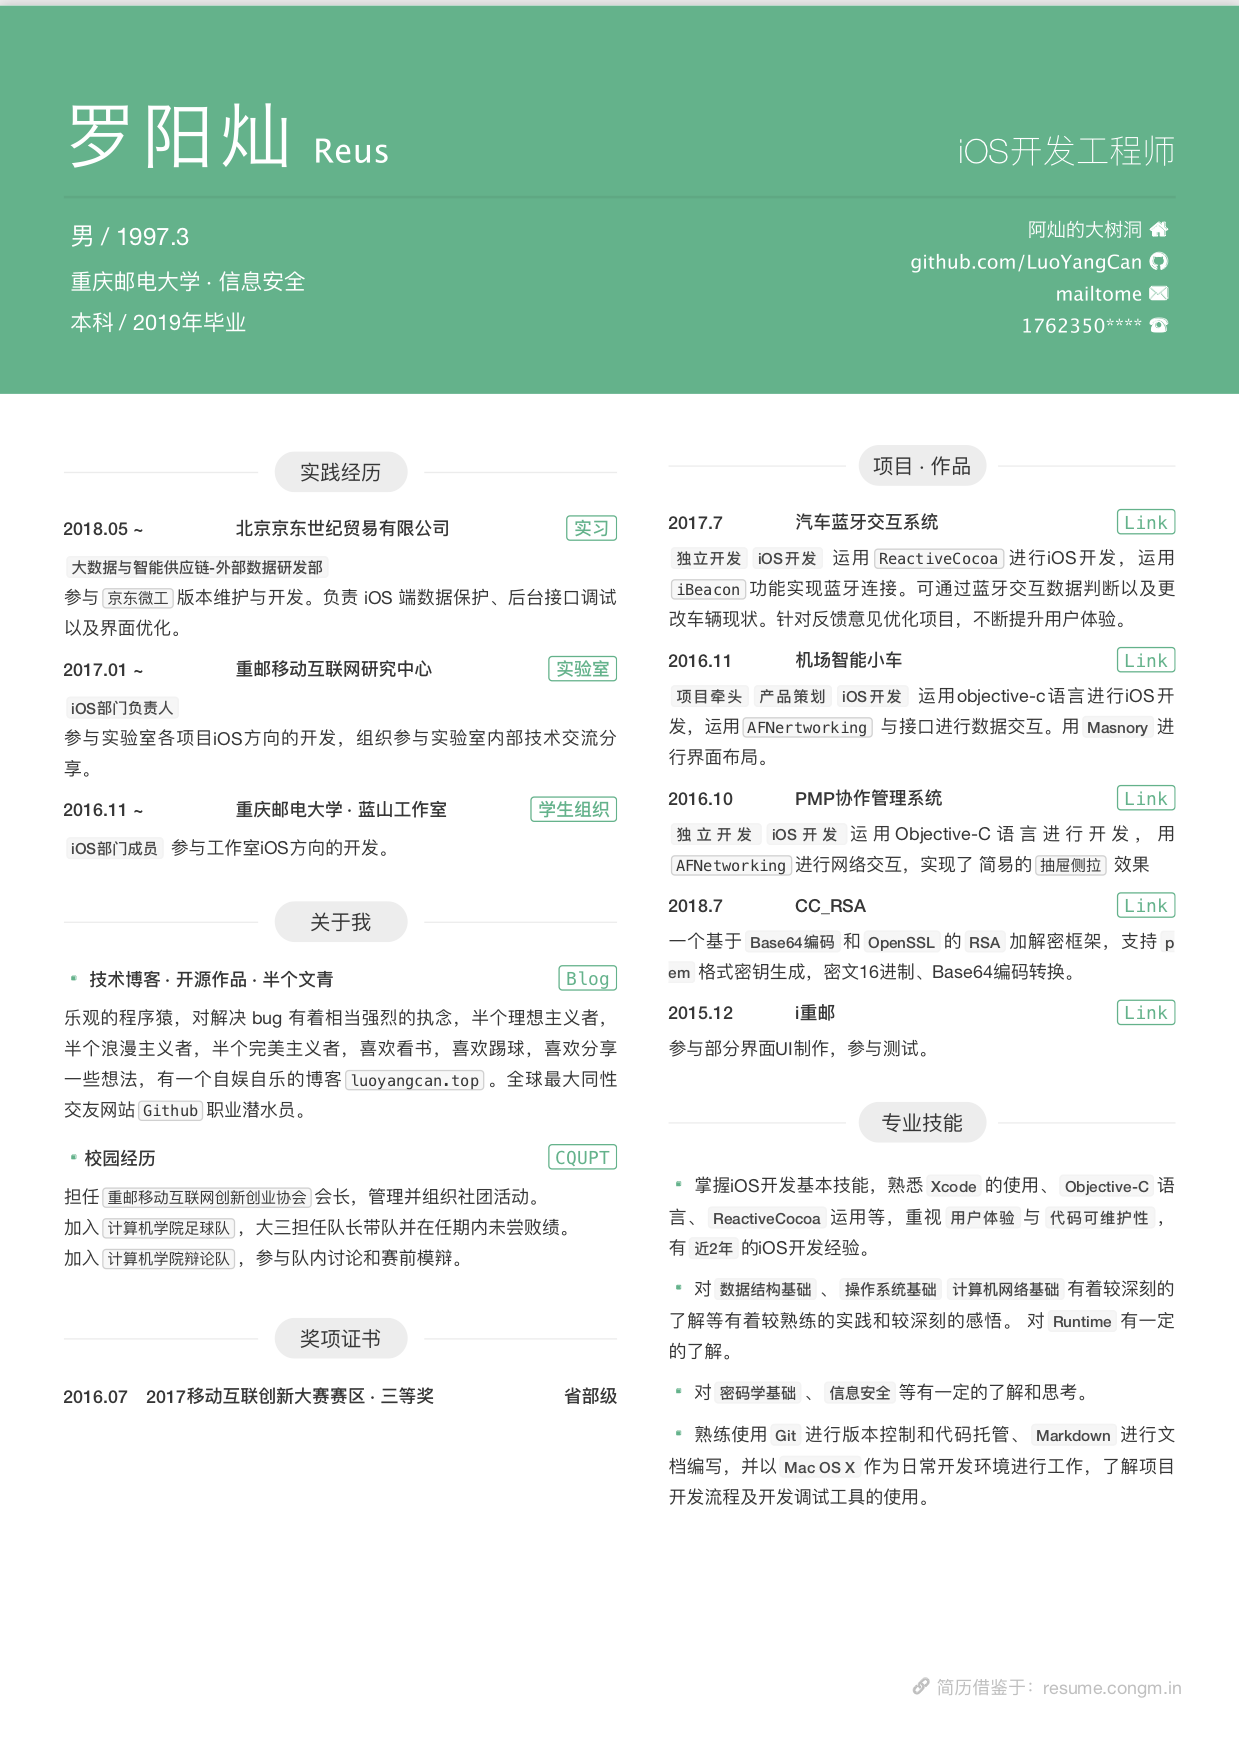 罗阳灿 Reus
iOS开发工程师
男 / 1997.3
重庆邮电大学 · 信息安全
本科 / 2019年毕业
阿灿的大树洞
github.com/LuoYangCan
mailtome
1762350****
实践经历
2018.05 ~ 北京京东世纪贸易有限公司 实习
大数据与智能供应链-外部数据研发部
参与 京东微工 版本维护与开发。负责 iOS 端数据保护、后台接口调试
以及界面优化。
2017.01 ~ 重邮移动互联网研究中心 实验室
iOS部门负责人
参与实验室各项目iOS方向的开发，组织参与实验室内部技术交流分
享。
2016.11 ~ 重庆邮电大学 · 蓝山工作室 学生组织
iOS部门成员 参与工作室iOS方向的开发。
关于我
技术博客 · 开源作品 · 半个文青 Blog
乐观的程序猿，对解决 bug 有着相当强烈的执念，半个理想主义者，
半个浪漫主义者，半个完美主义者，喜欢看书，喜欢踢球，喜欢分享
一些想法，有一个自娱自乐的博客 luoyangcan.top 。全球最大同性
交友网站 Github 职业潜水员。
校园经历 CQUPT
担任 重邮移动互联网创新创业协会 会长，管理并组织社团活动。
加入 计算机学院足球队 ，大三担任队长带队并在任期内未尝败绩。
加入 计算机学院辩论队 ，参与队内讨论和赛前模辩。
奖项证书
2016.07 2017移动互联创新大赛赛区 · 三等奖 省部级
项目 · 作品
2017.7 汽车蓝牙交互系统 Link
独立开发 iOS开发 运用 ReactiveCocoa 进行iOS开发，运用
iBeacon 功能实现蓝牙连接。可通过蓝牙交互数据判断以及更
改车辆现状。针对反馈意见优化项目，不断提升用户体验。
2016.11 机场智能小车 Link
项目牵头 产品策划 iOS开发 运用objective-c语言进行iOS开
发，运用 AFNertworking 与接口进行数据交互。用 Masnory 进
行界面布局。
2016.10 PMP协作管理系统 Link
独立开发 iOS开发 运用Objective-C语言进行开发，用
AFNetworking 进行网络交互，实现了 简易的 抽屉侧拉 效果
2018.7 CC_RSA Link
一个基于 Base64编码 和 OpenSSL 的 RSA 加解密框架，支持 p
em 格式密钥生成，密文16进制、Base64编码转换。
2015.12 i重邮 Link
参与部分界面UI制作，参与测试。
专业技能
掌握iOS开发基本技能，熟悉 Xcode 的使用、 Objective-C 语
言、 ReactiveCocoa 运用等，重视 用户体验 与 代码可维护性 ，
有 近2年 的iOS开发经验。
对 数据结构基础 、 操作系统基础 计算机网络基础 有着较深刻的
了解等有着较熟练的实践和较深刻的感悟。 对 Runtime 有一定
的了解。
对 密码学基础 、 信息安全 等有一定的了解和思考。
熟练使用 Git 进行版本控制和代码托管、 Markdown 进行文
档编写，并以 Mac OS X 作为日常开发环境进行工作，了解项目
开发流程及开发调试工具的使用。
简历借鉴于：resume.congm.in